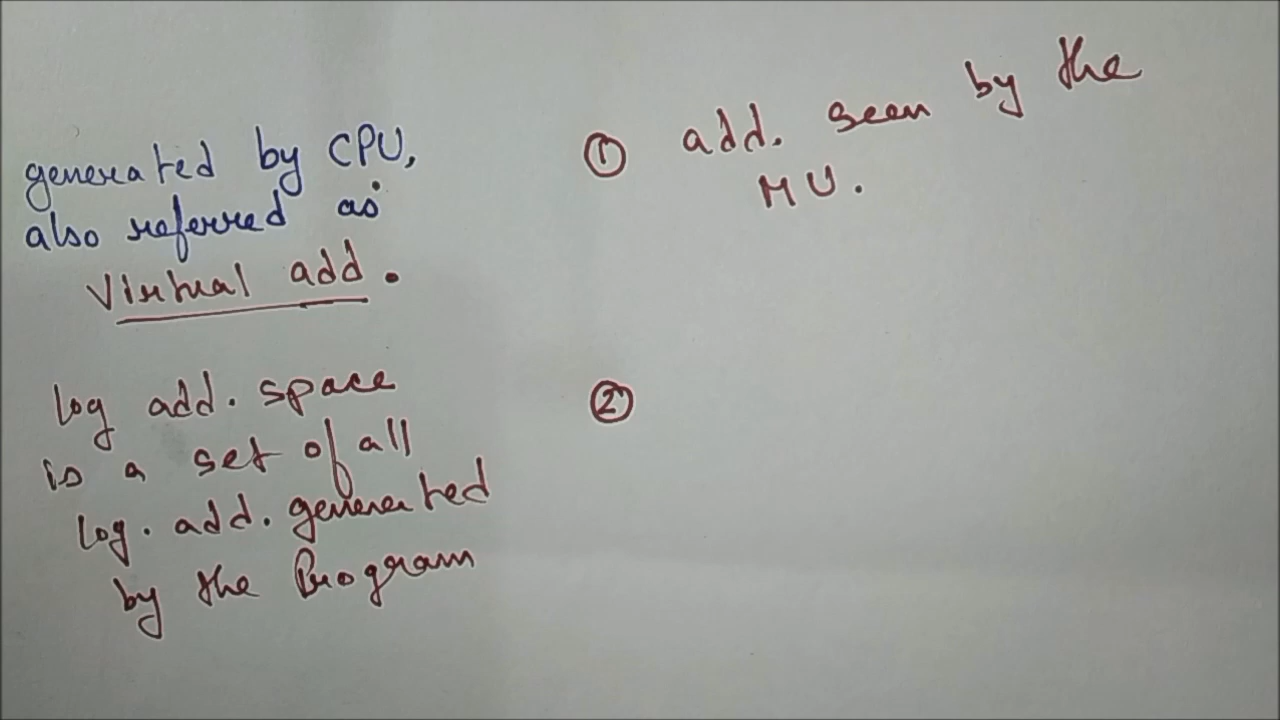 generated by CPU,
also referred as
Virtual add.
log add. space
is a set of all
log. add. generated
by the Program
① add. seen by the
MU.
②